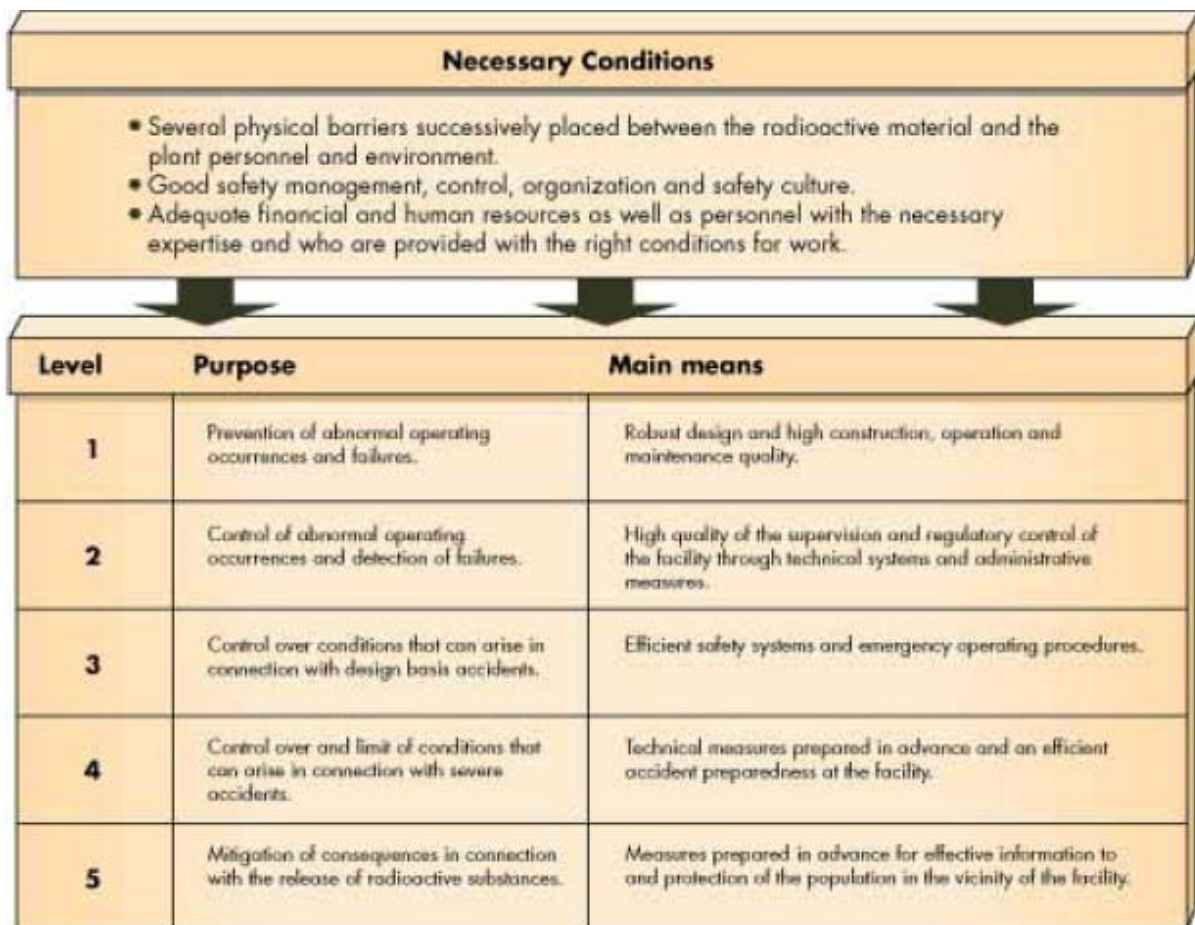 Necessary Conditions
• Several physical barriers successively placed between the radioactive material and the
plant personnel and environment.
• Good safety management, control, organization and safety culture.
• Adequate financial and human resources as well as personnel with the necessary
expertise and who are provided with the right conditions for work.
Level Purpose Main means
1
Prevention of abnormal operating
occurrences and failures.
Robust design and high construction, operation and
maintenance quality.
2
Control of abnormal operating
occurrences and detection of failures.
High quality of the supervision and regulatory control of
the facility through technical systems and administrative
measures.
3
Control over conditions that can arise in
connection with design basis accidents.
Efficient safety systems and emergency operating procedures.
4
Control over and limit of conditions that
can arise in connection with severe
accidents.
Technical measures prepared in advance and an efficient
accident preparedness at the facility.
5
Mitigation of consequences in connection
with the release of radioactive substances.
Measures prepared in advance for effective information to
and protection of the population in the vicinity of the facility.